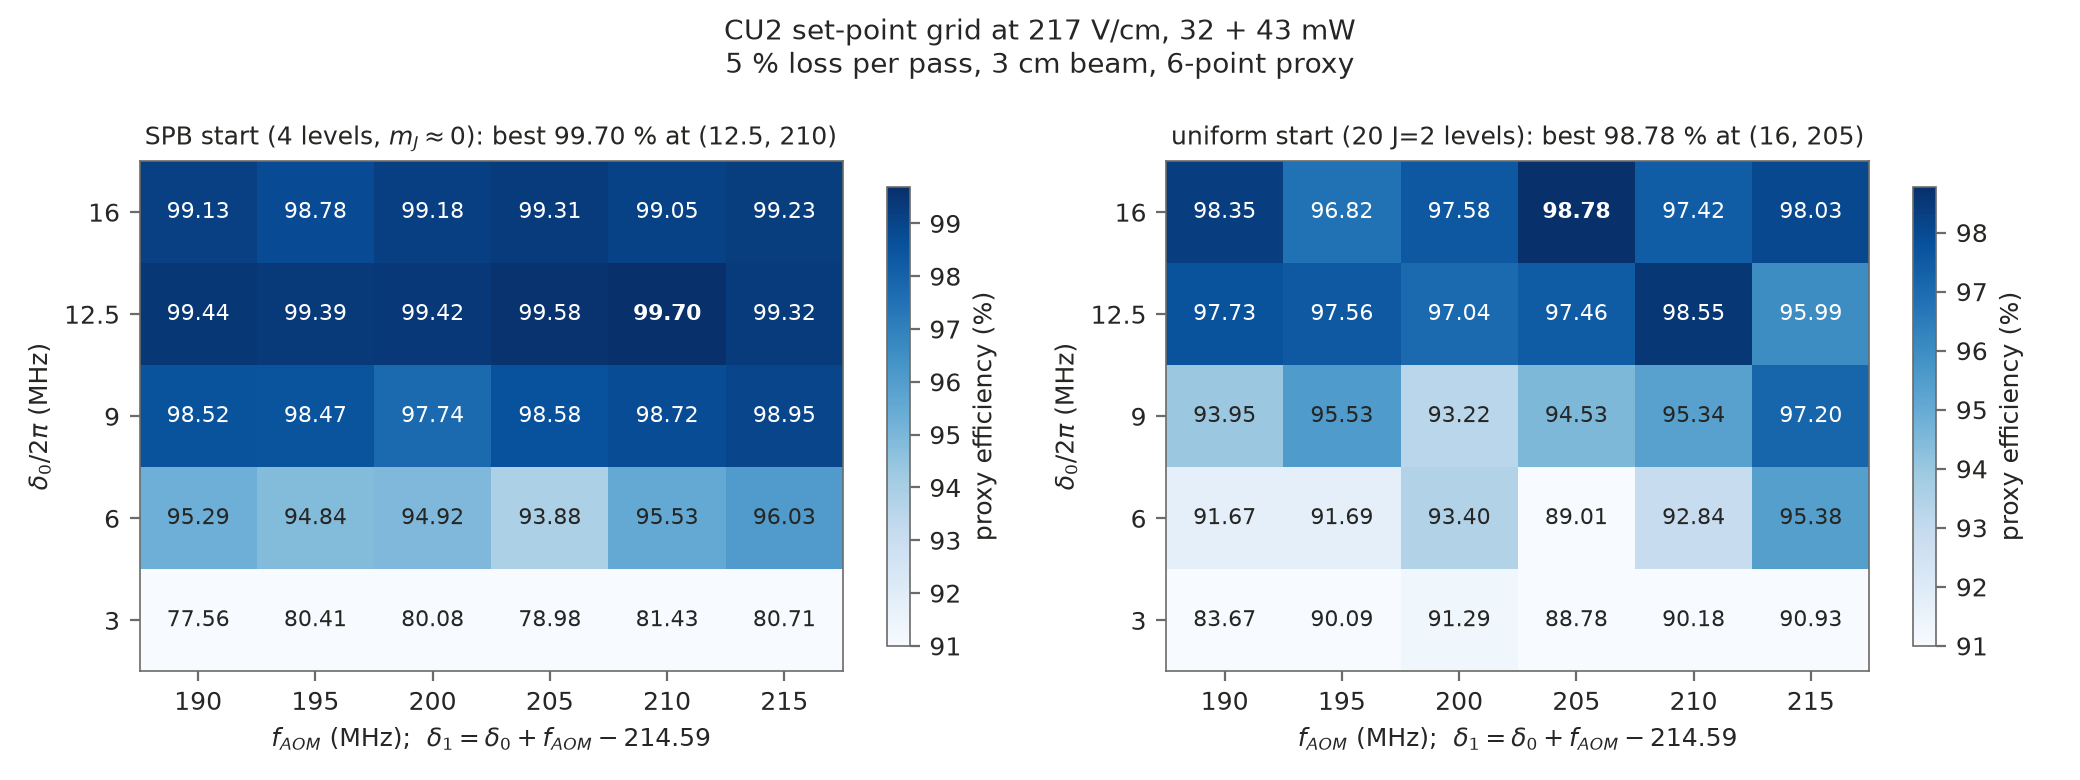 CU2 set-point grid at 217 V/cm, 32 + 43 mW
5 % loss per pass, 3 cm beam, 6-point proxy
SPB start (4 levels, m_J ≈ 0): best 99.70 % at (12.5, 210)
δ₀/2π (MHz)
16 99.13 98.78 99.18 99.31 99.05 99.23
12.5 99.44 99.39 99.42 99.58 99.70 99.32
9 98.52 98.47 97.74 98.58 98.72 98.95
6 95.29 94.84 94.92 93.88 95.53 96.03
3 77.56 80.41 80.08 78.98 81.43 80.71
190 195 200 205 210 215
f_AOM (MHz); δ₁ = δ₀ + f_AOM − 214.59
99
98
97
96
95
94
93
92
91
proxy efficiency (%)
uniform start (20 J=2 levels): best 98.78 % at (16, 205)
δ₀/2π (MHz)
16 98.35 96.82 97.58 98.78 97.42 98.03
12.5 97.73 97.56 97.04 97.46 98.55 95.99
9 93.95 95.53 93.22 94.53 95.34 97.20
6 91.67 91.69 93.40 89.01 92.84 95.38
3 83.67 90.09 91.29 88.78 90.18 90.93
190 195 200 205 210 215
f_AOM (MHz); δ₁ = δ₀ + f_AOM − 214.59
98
97
96
95
94
93
92
91
proxy efficiency (%)